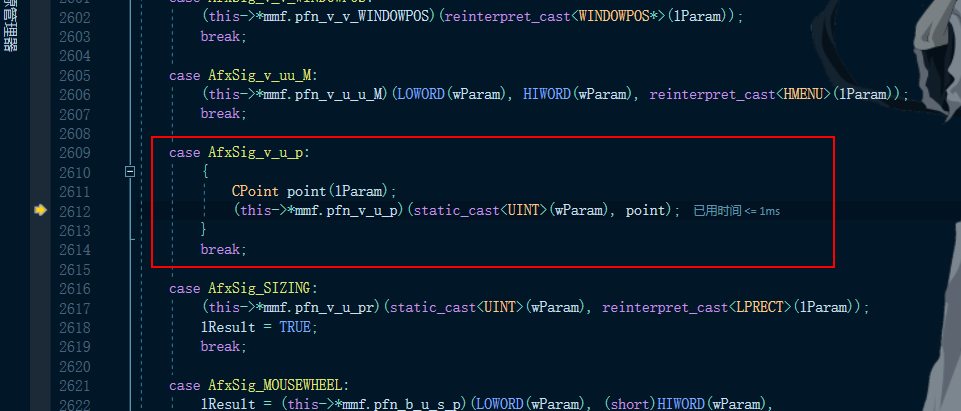 源管理器
2602 (this->*mmf.pfn_v_v_WINDOWPOS)(reinterpret_cast<WINDOWPOS*>(lParam));
2603 break;
2604
2605 case AfxSig_v_uu_M:
2606 (this->*mmf.pfn_v_u_u_M)(LOWORD(wParam), HIWORD(wParam), reinterpret_cast<HMENU>(lParam));
2607 break;
2608
2609 case AfxSig_v_u_p:
2610 {
2611 CPoint point(lParam);
2612 (this->*mmf.pfn_v_u_p)(static_cast<UINT>(wParam), point); 已用时间 <= 1ms
2613 }
2614 break;
2615
2616 case AfxSig_SIZING:
2617 (this->*mmf.pfn_v_u_pr)(static_cast<UINT>(wParam), reinterpret_cast<LPRECT>(lParam));
2618 lResult = TRUE;
2619 break;
2620
2621 case AfxSig_MOUSEWHEEL:
2622 lResult = (this->*mmf.pfn_b_u_s_p)(LOWORD(wParam), (short)HIWORD(wParam),